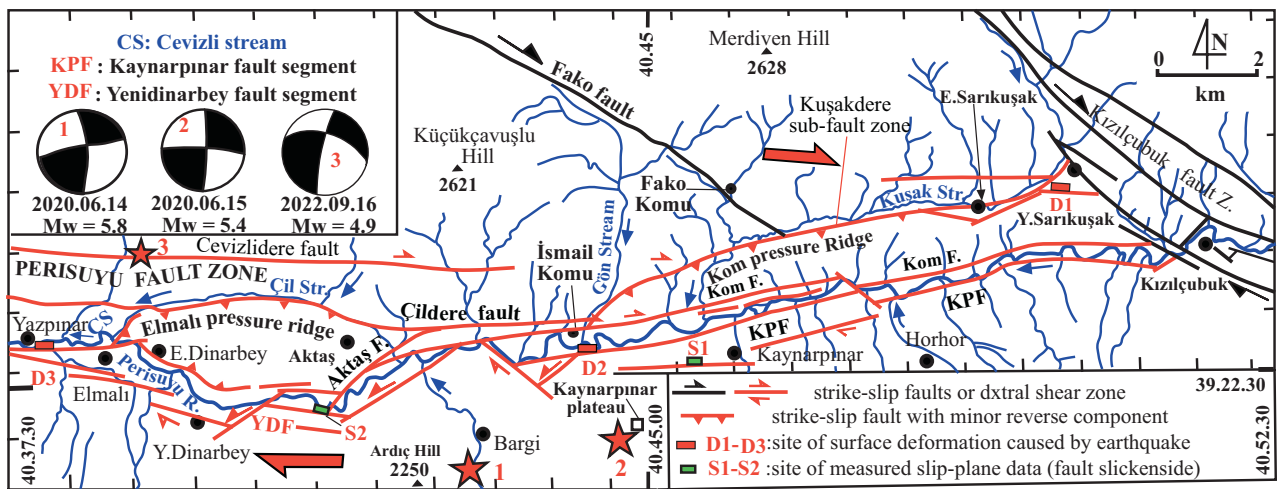 CS: Cevizli stream
KPF : Kaynarpınar fault segment
YDF : Yenidinarbey fault segment
1
2
3
2020.06.14
Mw = 5.8
2020.06.15
Mw = 5.4
2022.09.16
Mw = 4.9
40.45
Merdiven Hill
2628
0 2
km
N
Fako fault
Küçükçavuşlu
Hill
2621
Kuşakdere
sub-fault zone
E.Sarıkuşak
Kızılçubuk fault Z.
Fako
Komu
Kuşak Str.
D1
Y.Sarıkuşak
3
Cevizlidere fault
PERISUYU FAULT ZONE
Çil Str.
İsmail
Komu
Gön Stream
Kom pressure Ridge
Kom F.
Kom F.
KPF
Kızılçubuk
Yazpınar
CS
Elmalı pressure ridge
E.Dinarbey
Aktaş
Aktaş F.
Çildere fault
KPF
S1
Kaynarpınar
Horhor
D3
Elmalı
Perisuyu R.
D2
Kaynarpınar
plateau
YDF
S2
Y.Dinarbey
Bargi
Ardıç Hill
2250
1
2
40.37.30
40.45.00
39.22.30
40.52.30
strike-slip faults or dxtral shear zone
strike-slip fault with minor reverse component
D1-D3 :site of surface deformation caused by earthquake
S1-S2 :site of measured slip-plane data (fault slickenside)